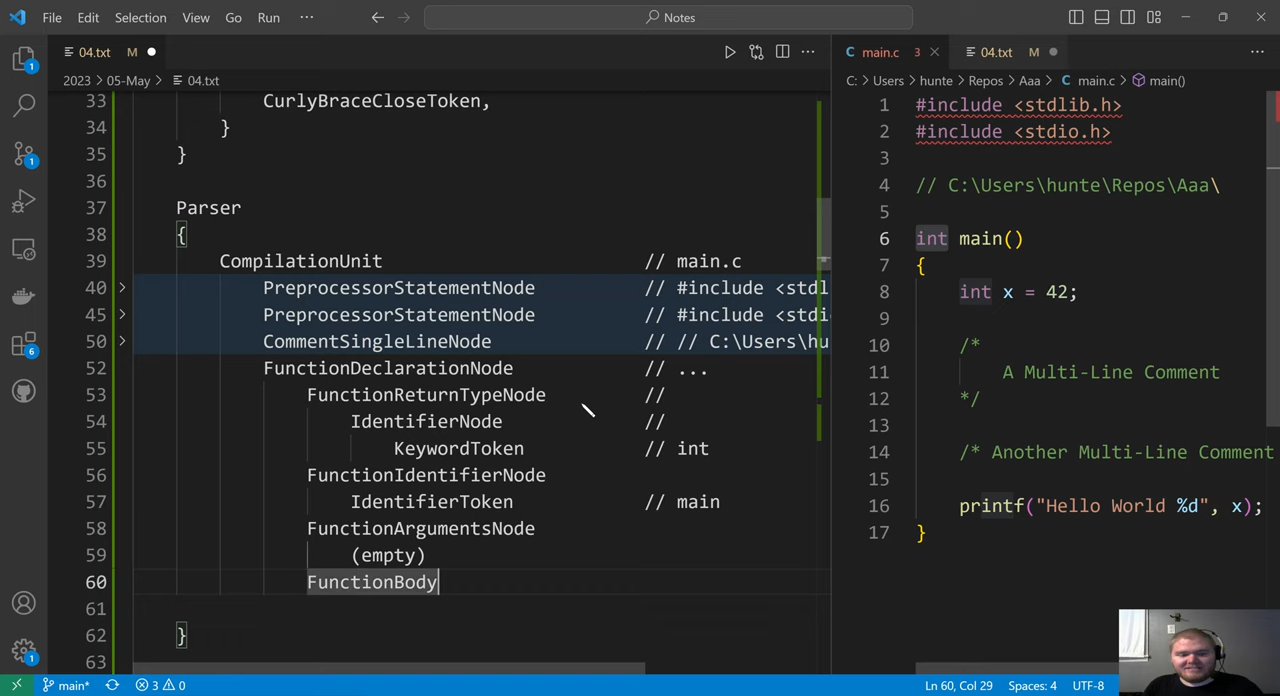 File Edit Selection View Go Run ··· Notes
04.txt M
2023 > 05-May > 04.txt
33 CurlyBraceCloseToken,
34 }
35 }
36
37 Parser
38 {
39 CompilationUnit // main.c
40 PreprocessorStatementNode // #include <stdl
45 PreprocessorStatementNode // #include <stdio
50 CommentSingleLineNode // // C:\Users\hu
52 FunctionDeclarationNode // ...
53 FunctionReturnTypeNode //
54 IdentifierNode //
55 KeywordToken // int
56 FunctionIdentifierNode
57 IdentifierToken // main
58 FunctionArgumentsNode
59 (empty)
60 FunctionBody
61
62 }
63
main.c 3 04.txt M
C: > Users > hunte > Repos > Aaa > C main.c > main()
1 #include <stdlib.h>
2 #include <stdio.h>
3
4 // C:\Users\hunte\Repos\Aaa\
5
6 int main()
7 {
8 int x = 42;
9
10 /*
11 A Multi-Line Comment
12 */
13
14 /* Another Multi-Line Comment
15
16 printf("Hello World %d", x);
17 }
1
1
6
1
main* 3 0 Ln 60, Col 29 Spaces: 4 UTF-8